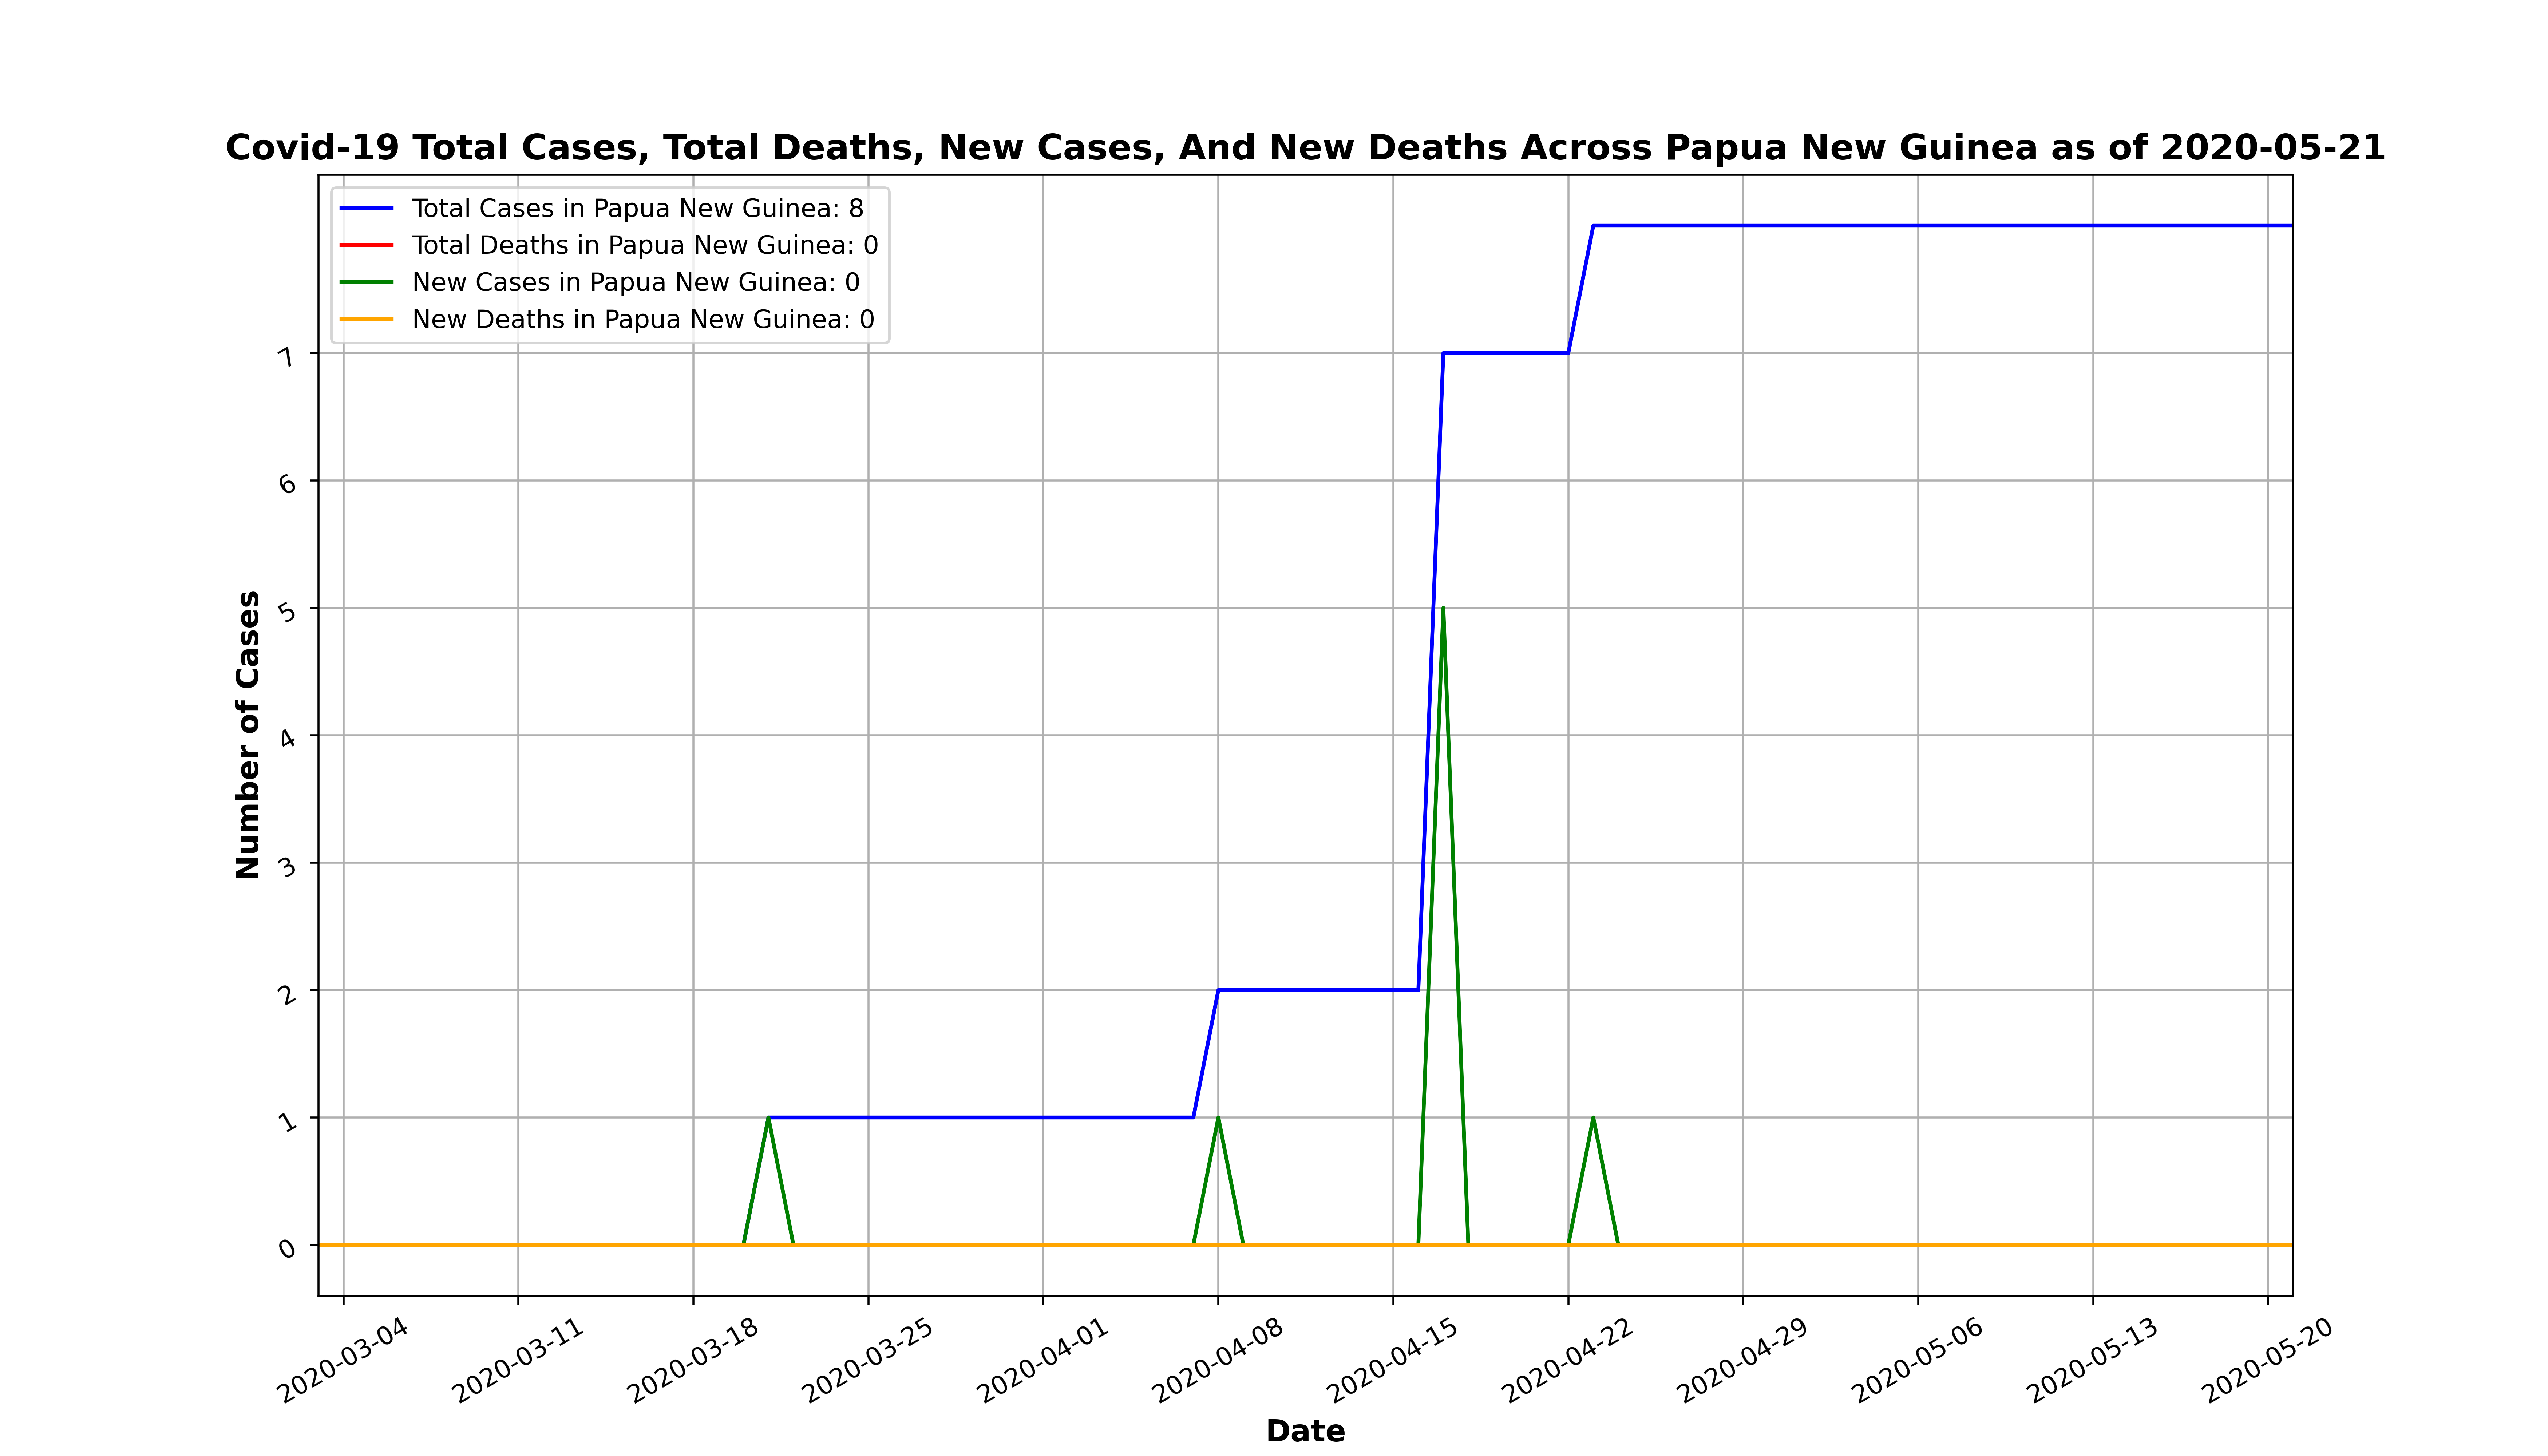 Covid-19 Total Cases, Total Deaths, New Cases, And New Deaths Across Papua New Guinea as of 2020-05-21
Total Cases in Papua New Guinea: 8
Total Deaths in Papua New Guinea: 0
New Cases in Papua New Guinea: 0
New Deaths in Papua New Guinea: 0
Number of Cases
7
6
5
4
3
2
1
0
2020-03-04
2020-03-11
2020-03-18
2020-03-25
2020-04-01
2020-04-08
2020-04-15
2020-04-22
2020-04-29
2020-05-06
2020-05-13
2020-05-20
Date